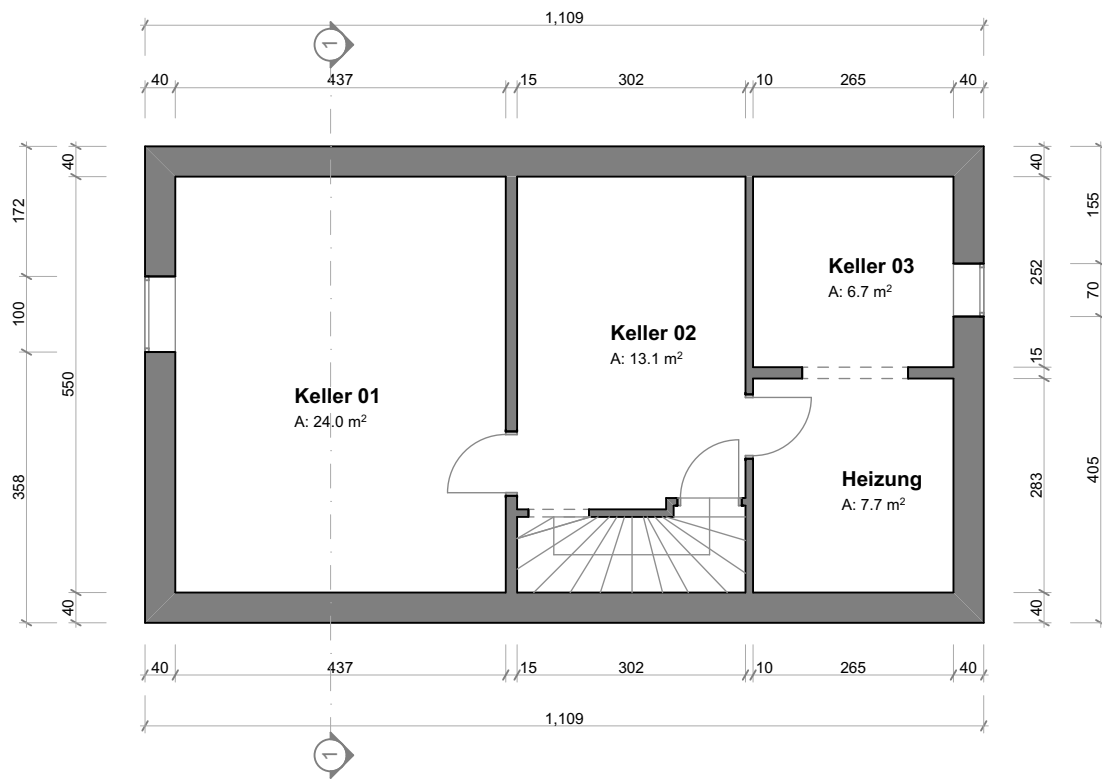 1,109
1
40 437 15 302 10 265 40
40
172
100
550
358
40
40
252
15
283
40
155
70
405
Keller 03
A: 6.7 m²
Keller 02
A: 13.1 m²
Keller 01
A: 24.0 m²
Heizung
A: 7.7 m²
40 437 15 302 10 265 40
1,109
1